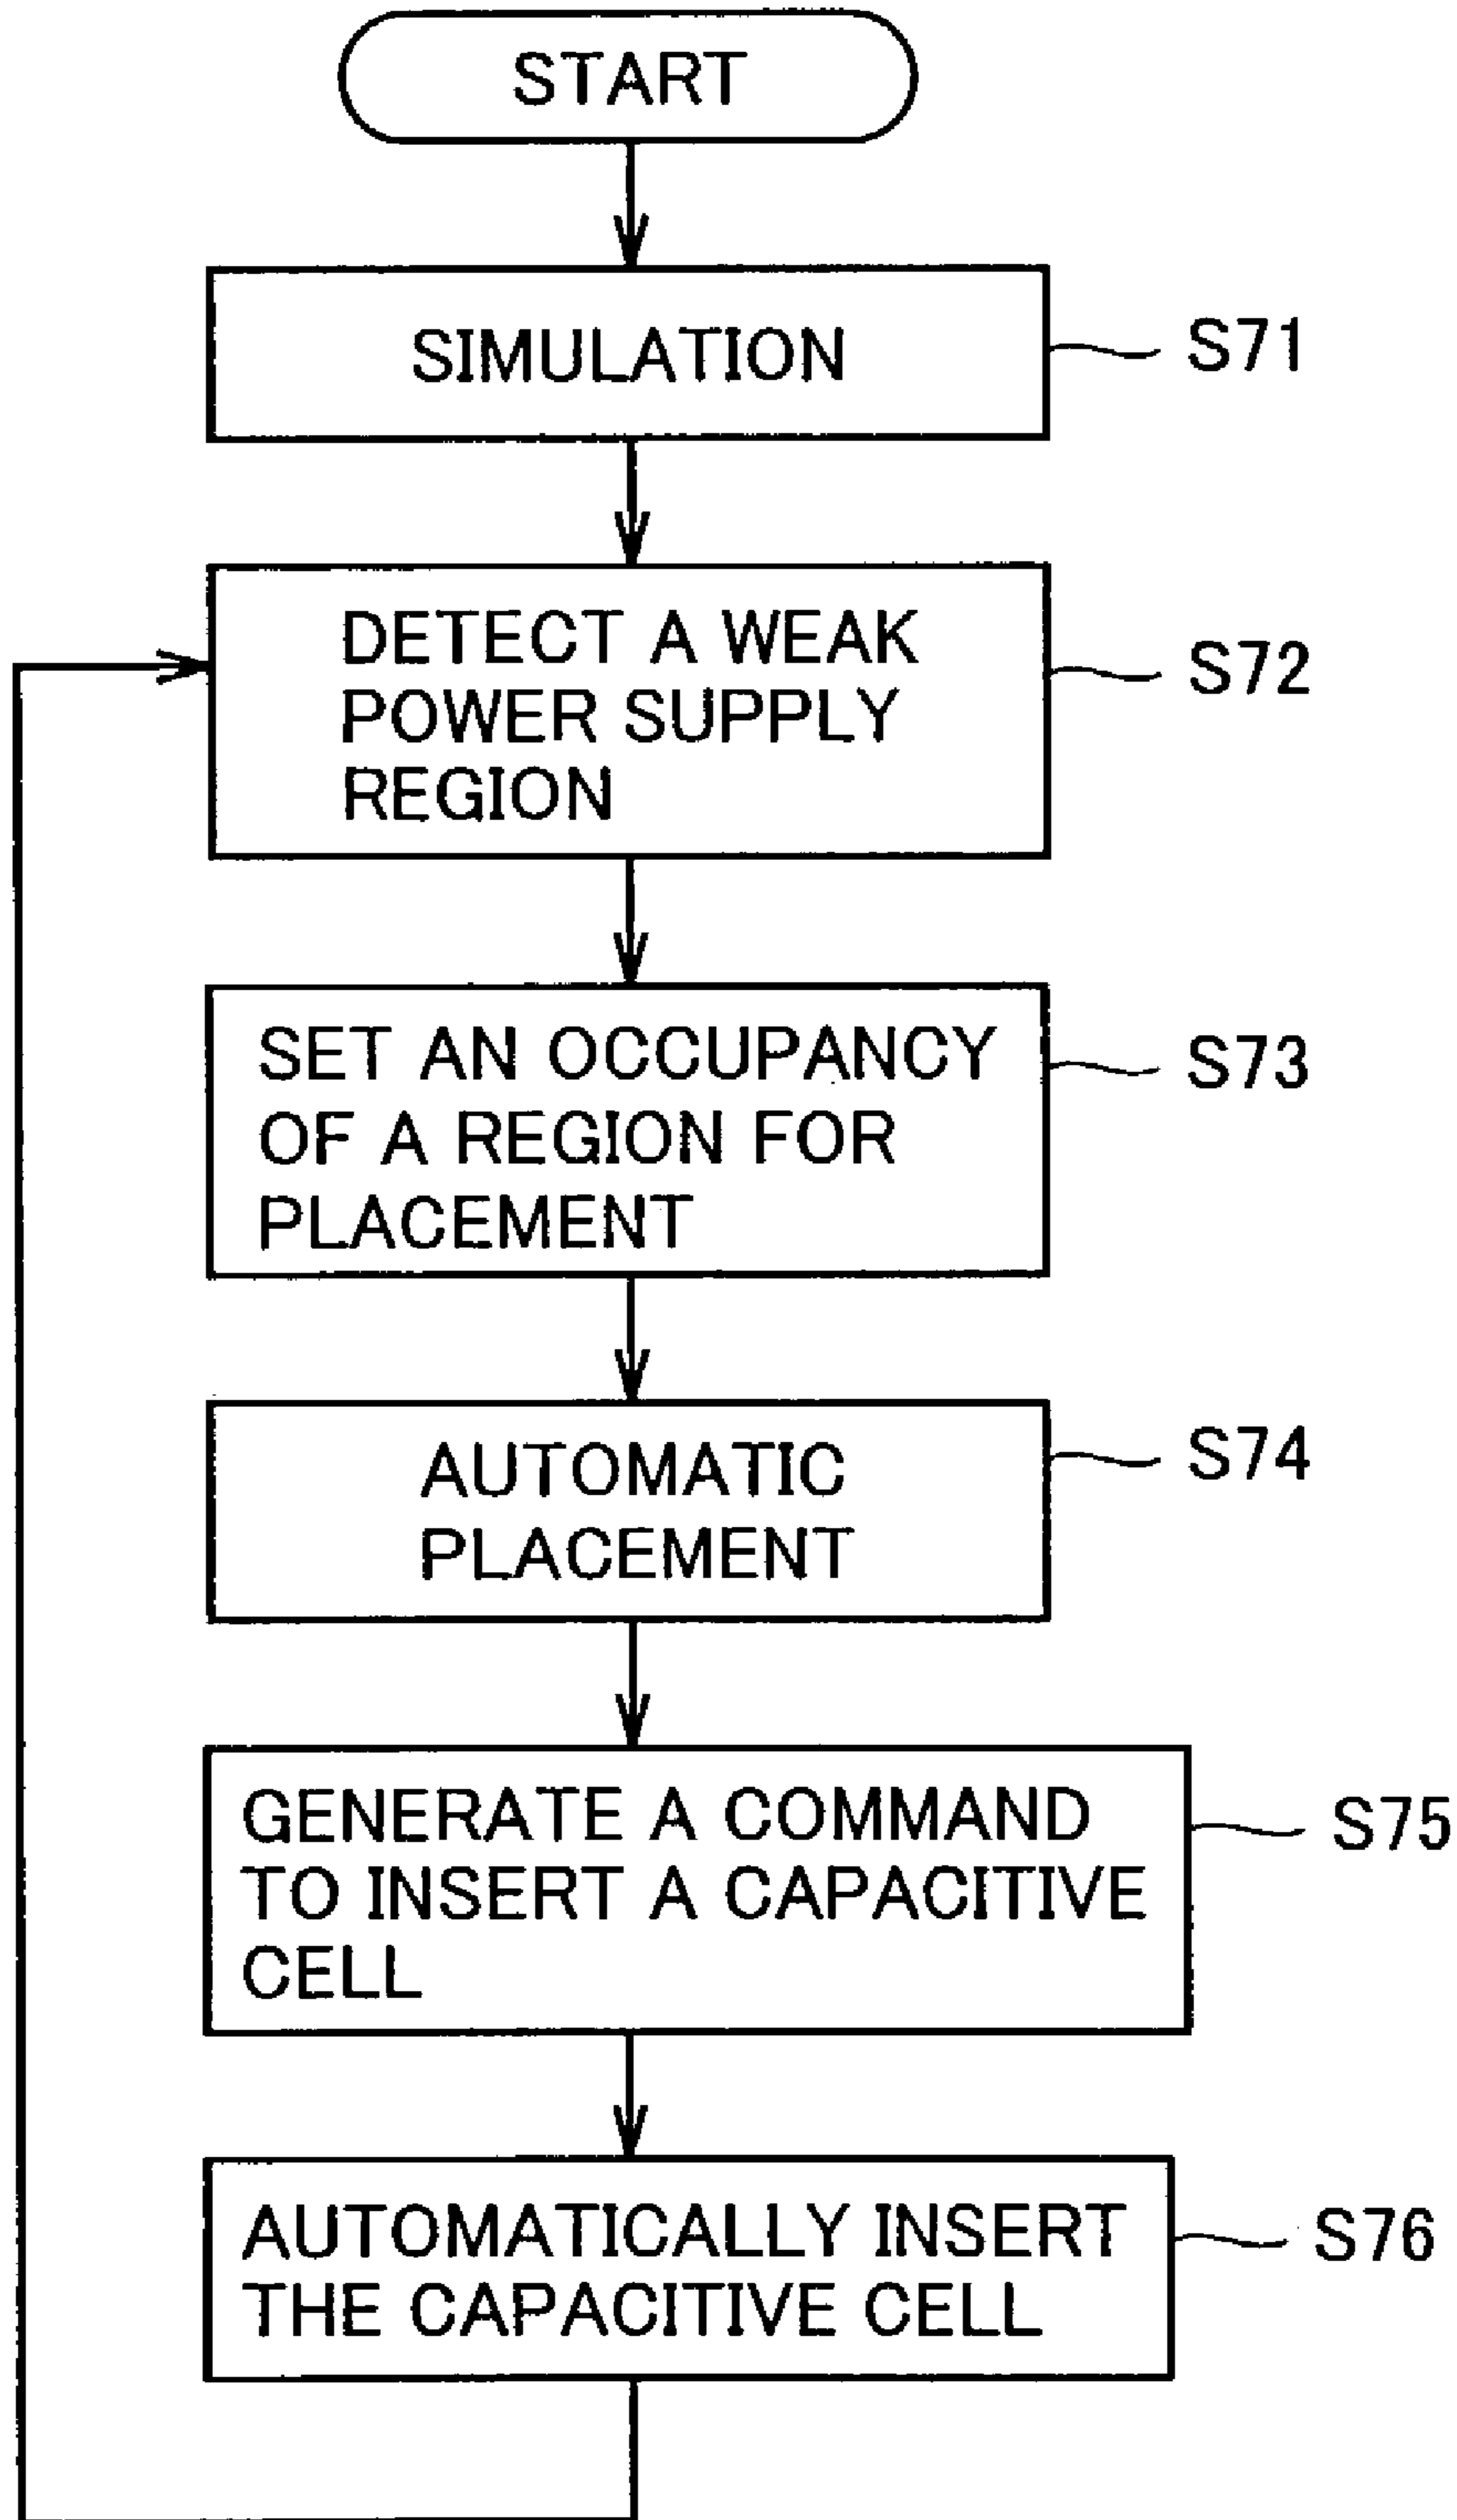 START
SIMULATION
S71
DETECT A WEAK
POWER SUPPLY
REGION
S72
SET AN OCCUPANCY
OF A REGION FOR
PLACEMENT
S73
AUTOMATIC
PLACEMENT
S74
GENERATE A COMMAND
TO INSERT A CAPACITIVE
CELL
S75
AUTOMATICALLY INSERT
THE CAPACITIVE CELL
S76